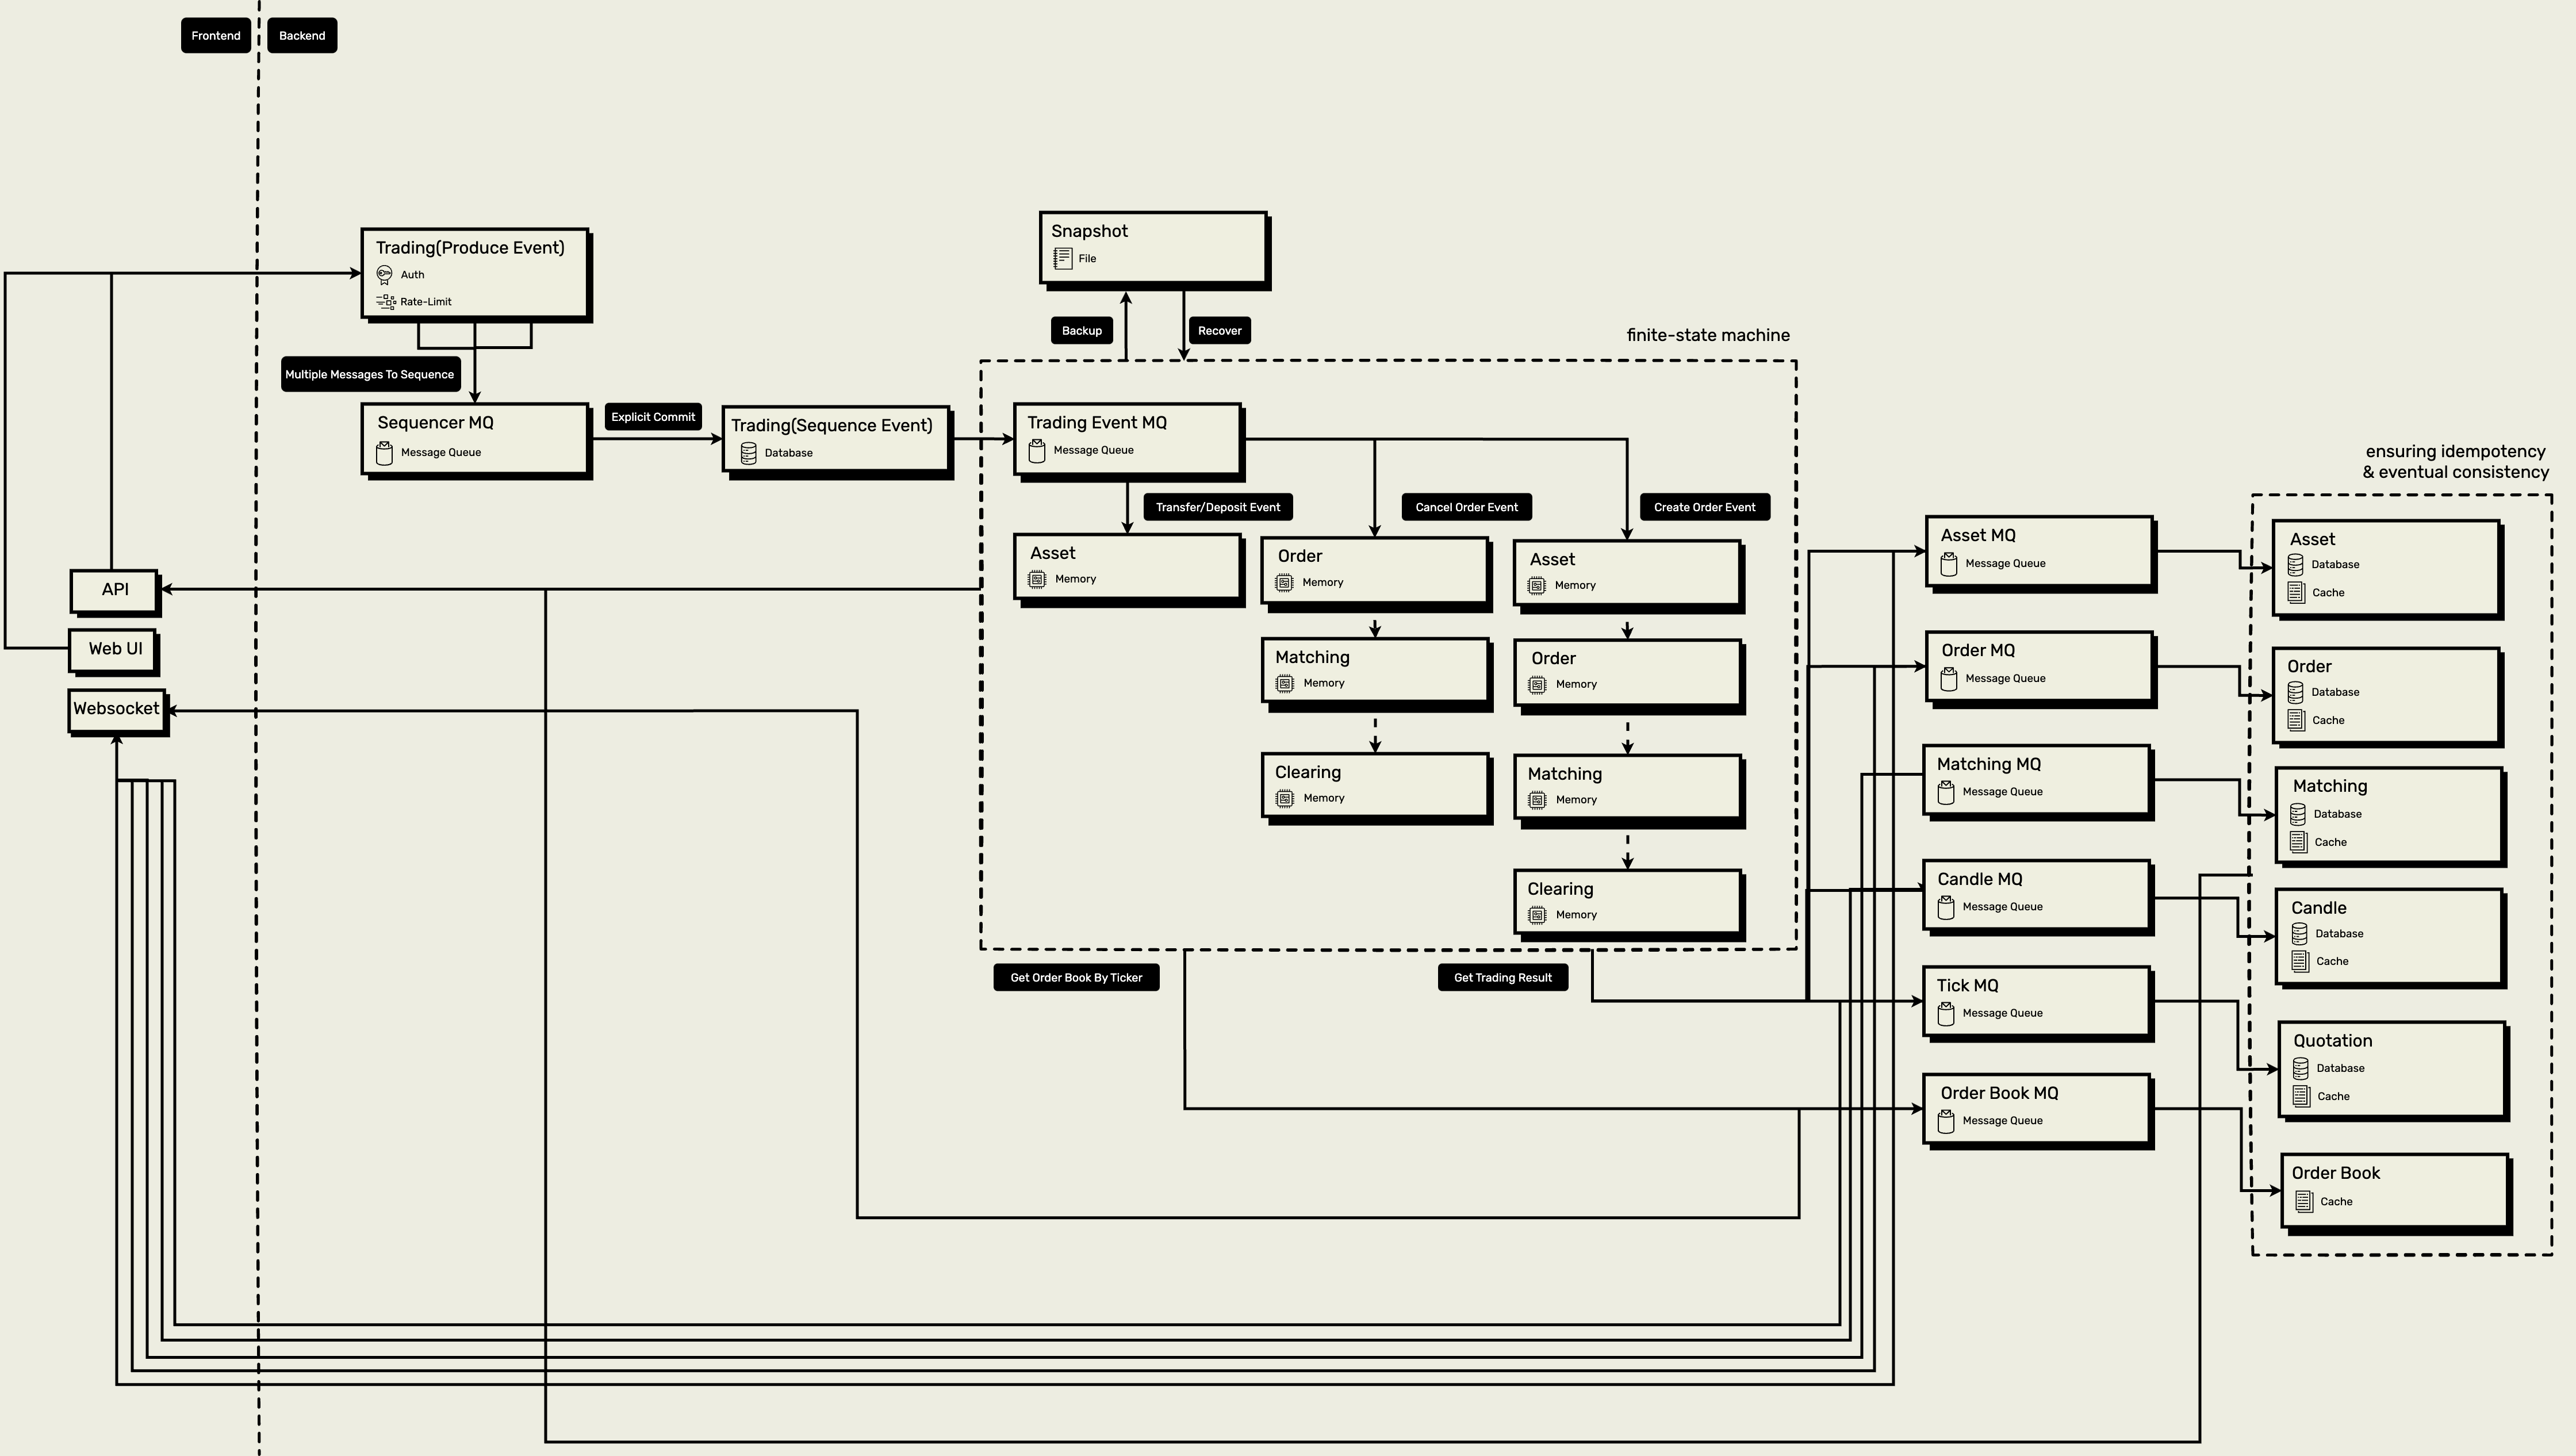 Frontend
Backend
Trading(Produce Event)
Auth
Rate-Limit
Multiple Messages To Sequence
Sequencer MQ
Message Queue
Explicit Commit
Trading(Sequence Event)
Database
Snapshot
File
Backup
Recover
finite-state machine
Trading Event MQ
Message Queue
Transfer/Deposit Event
Cancel Order Event
Create Order Event
Asset
Memory
Order
Memory
Matching
Memory
Clearing
Memory
Asset
Memory
Order
Memory
Matching
Memory
Clearing
Memory
Get Order Book By Ticker
Get Trading Result
API
Web UI
Websocket
Asset MQ
Message Queue
Order MQ
Message Queue
Matching MQ
Message Queue
Candle MQ
Message Queue
Tick MQ
Message Queue
Order Book MQ
Message Queue
ensuring idempotency
& eventual consistency
Asset
Database
Cache
Order
Database
Cache
Matching
Database
Cache
Candle
Database
Cache
Quotation
Database
Cache
Order Book
Cache